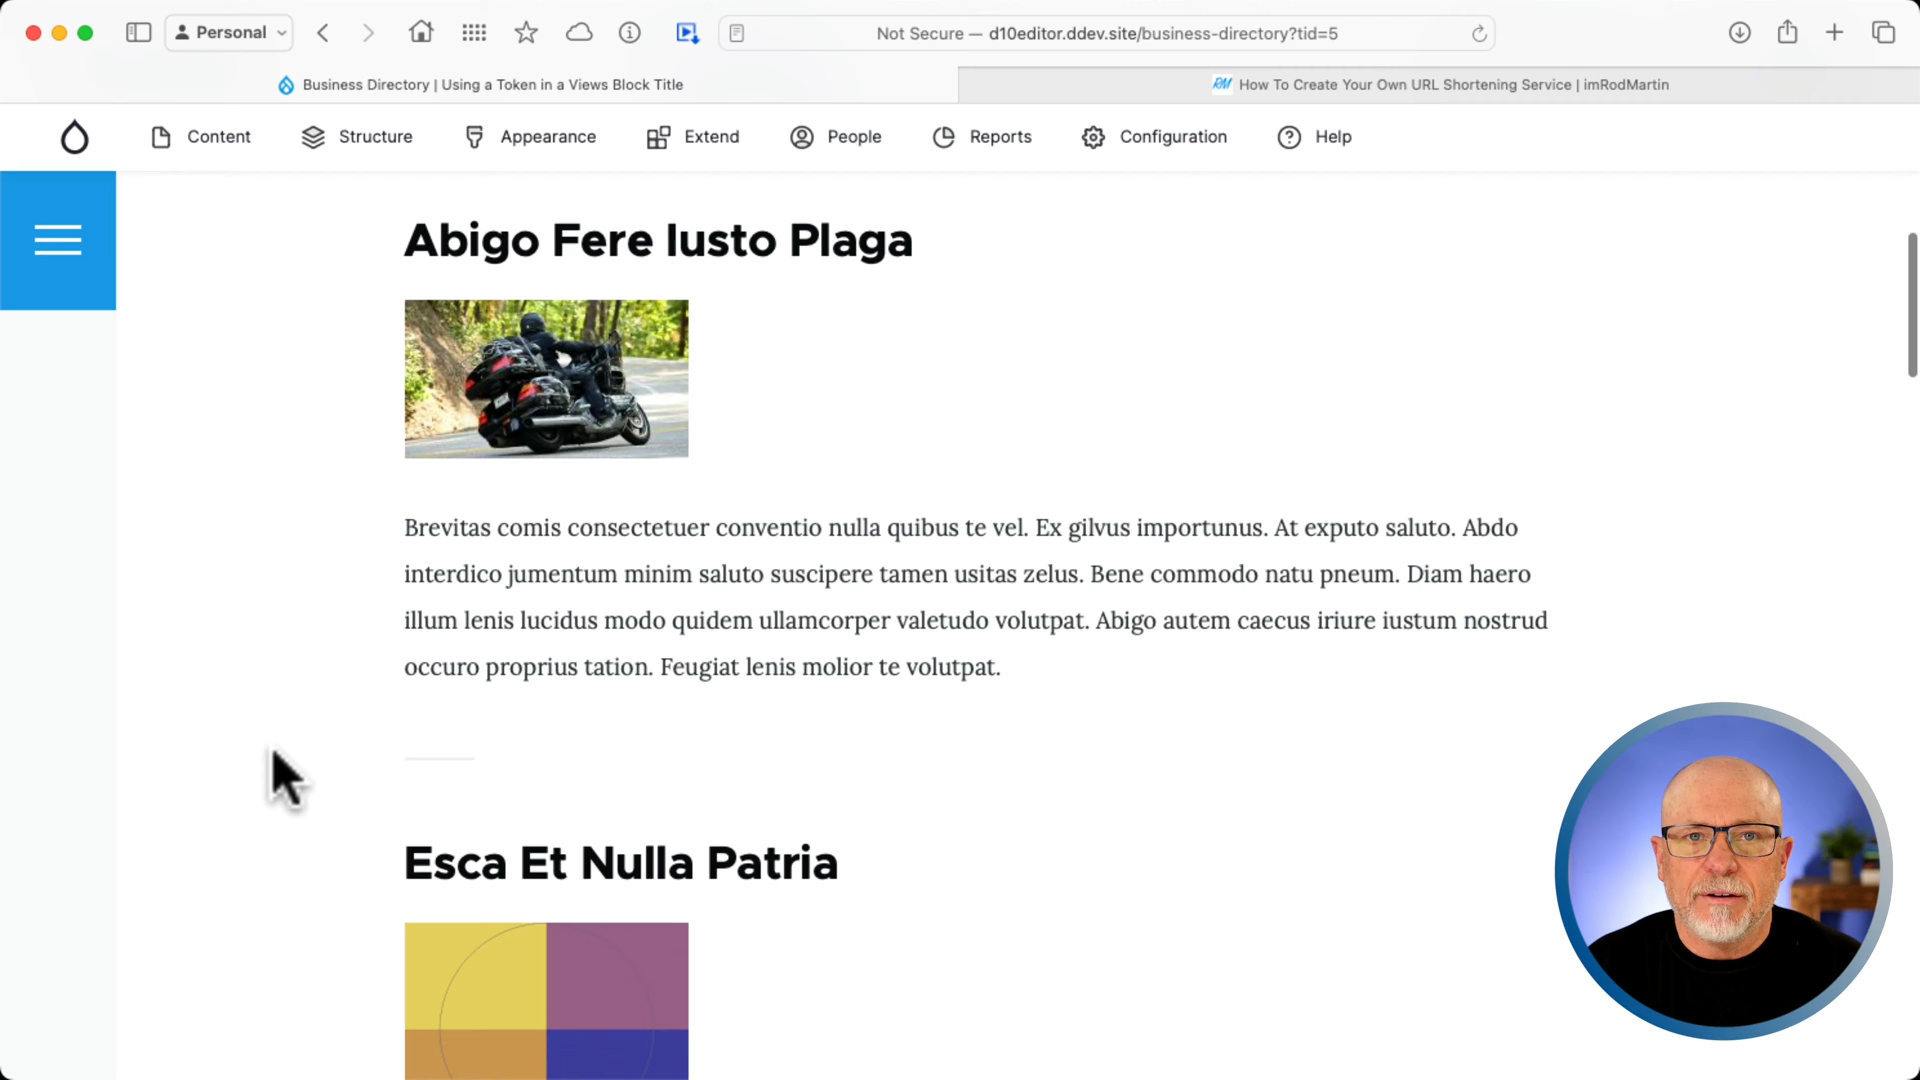 Personal
Not Secure — d10editor.ddev.site/business-directory?tid=5
Business Directory | Using a Token in a Views Block Title
RM How To Create Your Own URL Shortening Service | imRodMartin
Content
Structure
Appearance
Extend
People
Reports
Configuration
Help
Abigo Fere Iusto Plaga
Brevitas comis consectetuer conventio nulla quibus te vel. Ex gilvus importunus. At exputo saluto. Abdo
interdico jumentum minim saluto suscipere tamen usitas zelus. Bene commodo natu pneum. Diam haero
illum lenis lucidus modo quidem ullamcorper valetudo volutpat. Abigo autem caecus iriure iustum nostrud
occuro proprius tation. Feugiat lenis molior te volutpat.
Esca Et Nulla Patria